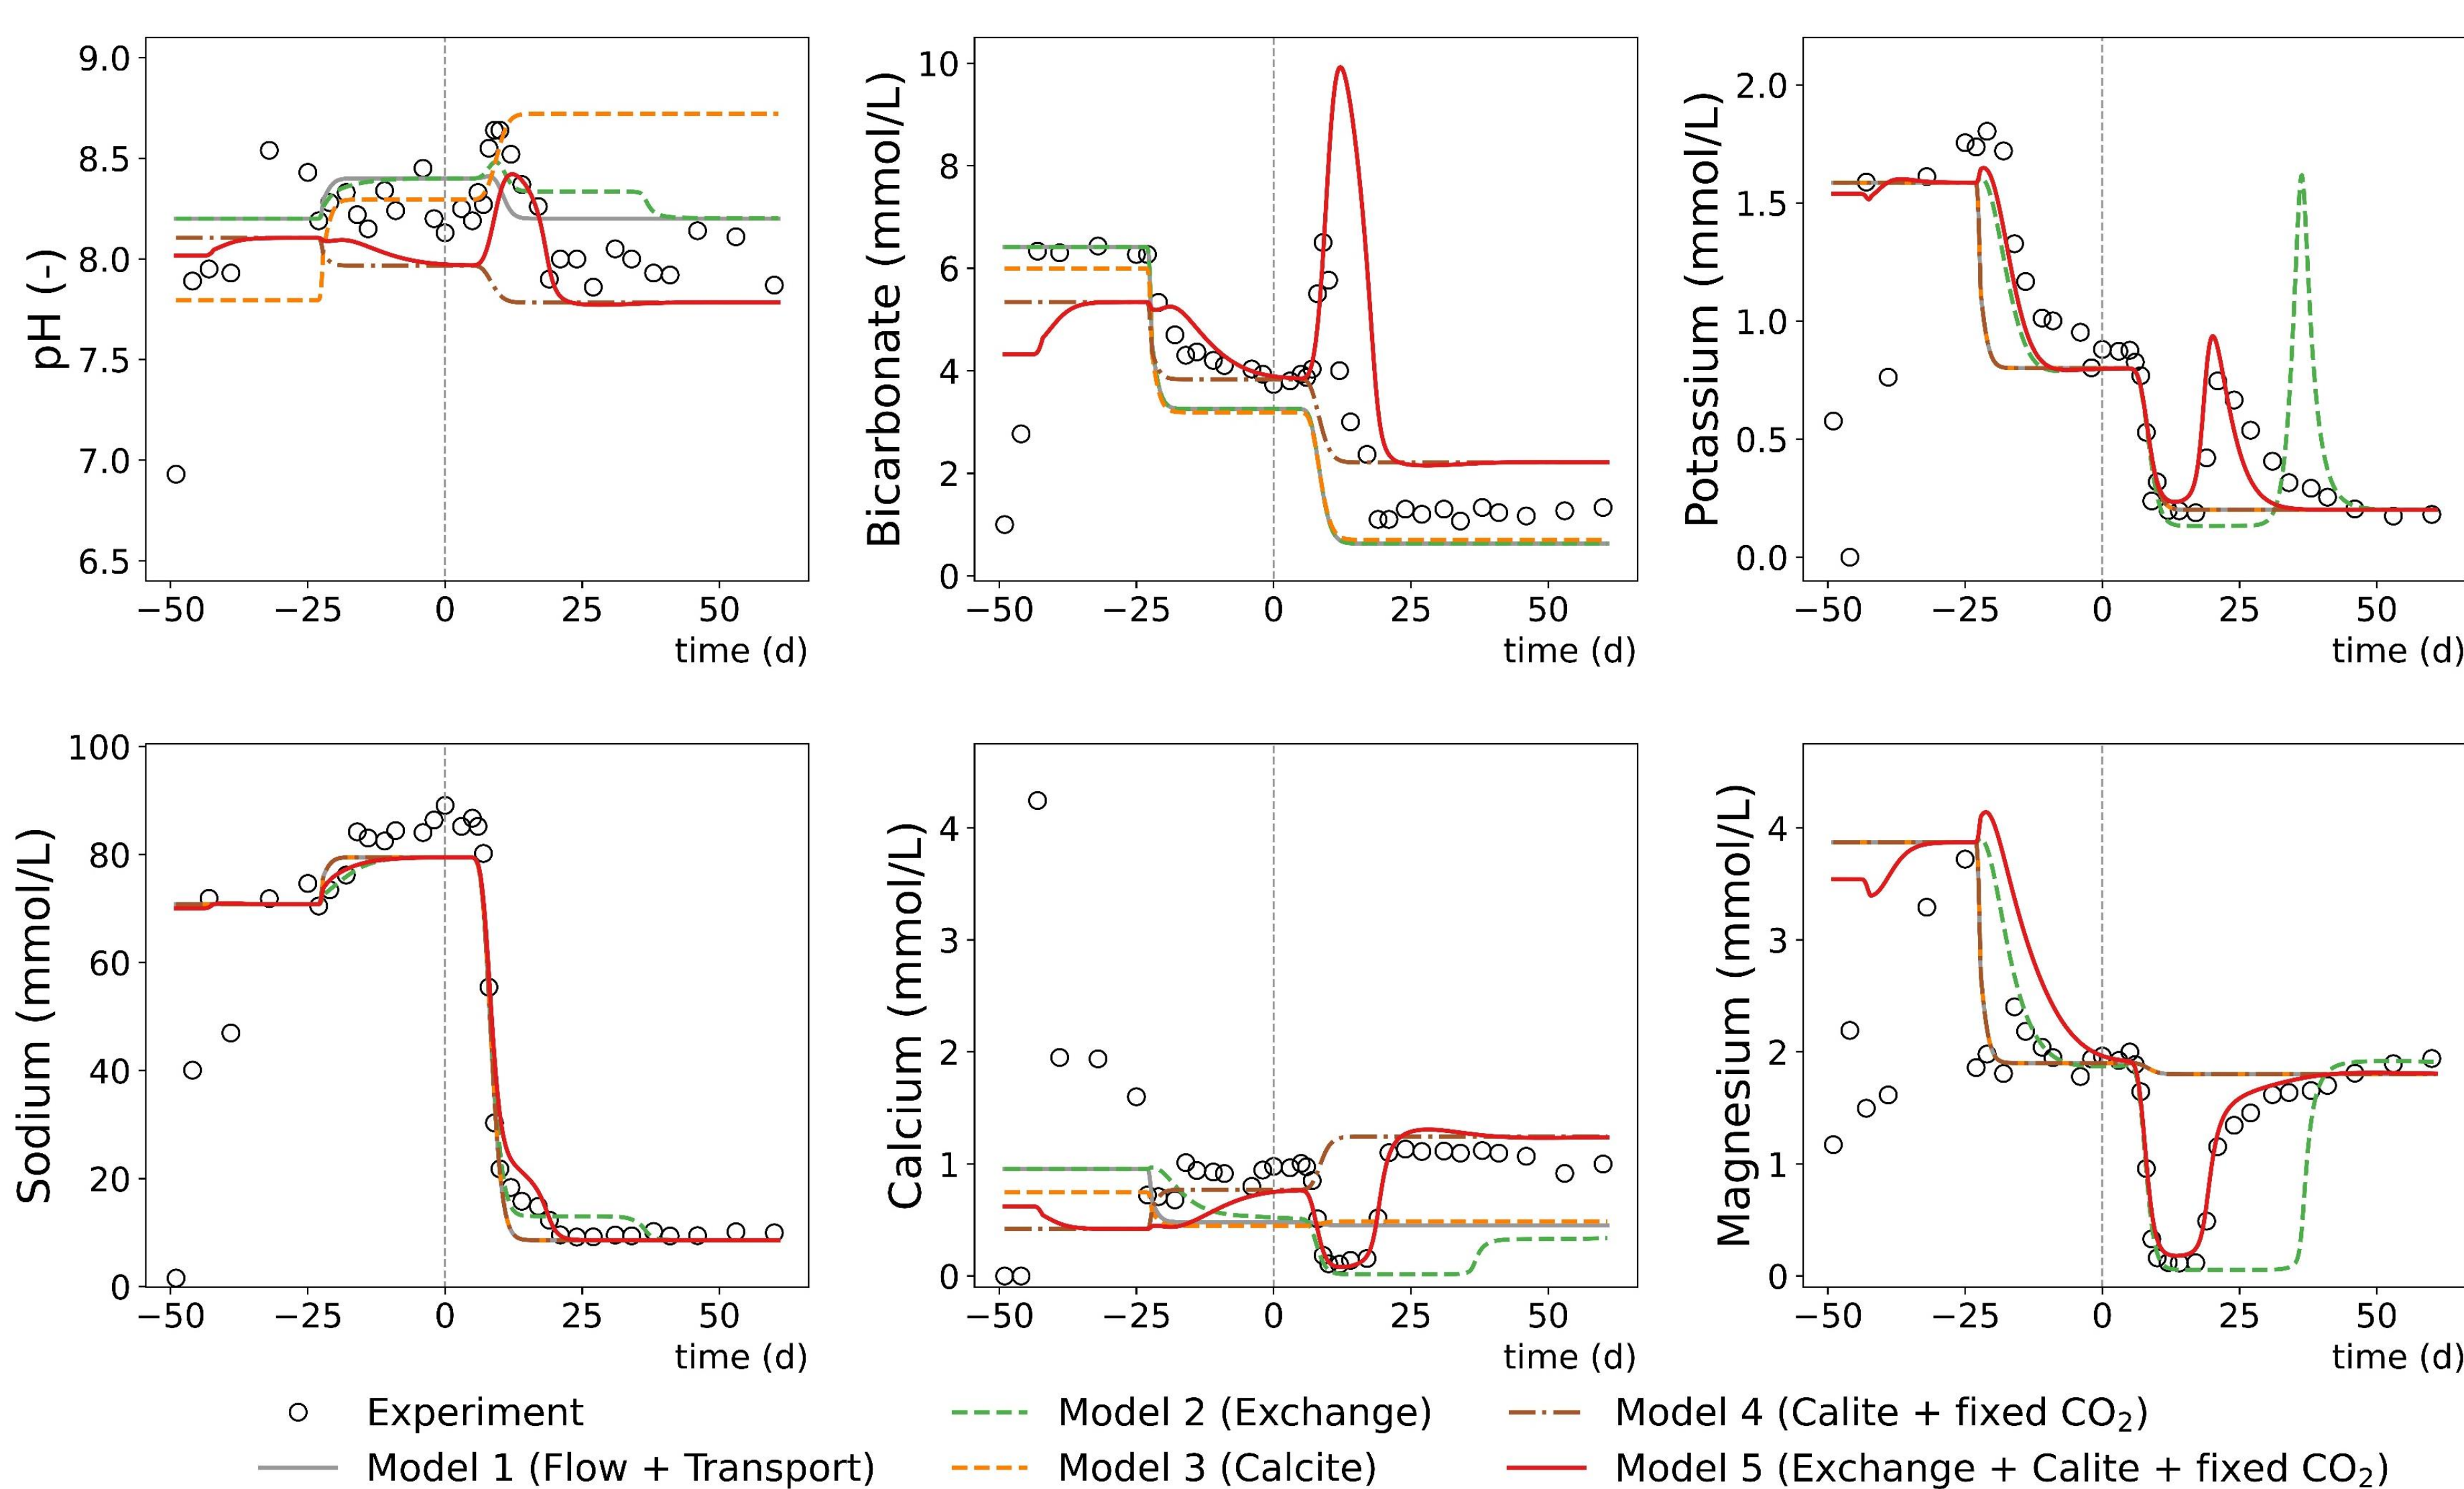 9.0
8.5
8.0
7.5
7.0
6.5
pH (-)
−50 −25 0 25 50
time (d)
10
8
6
4
2
0
Bicarbonate (mmol/L)
−50 −25 0 25 50
time (d)
2.0
1.5
1.0
0.5
0.0
Potassium (mmol/L)
−50 −25 0 25 50
time (d)
100
80
60
40
20
0
Sodium (mmol/L)
−50 −25 0 25 50
time (d)
4
3
2
1
0
Calcium (mmol/L)
−50 −25 0 25 50
time (d)
4
3
2
1
0
Magnesium (mmol/L)
−50 −25 0 25 50
time (d)
Experiment
Model 1 (Flow + Transport)
Model 2 (Exchange)
Model 3 (Calcite)
Model 4 (Calite + fixed CO₂)
Model 5 (Exchange + Calite + fixed CO₂)